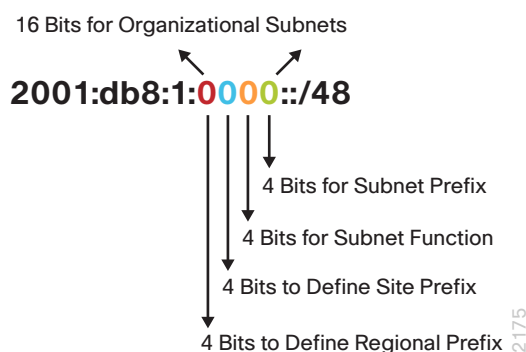 16 Bits for Organizational Subnets
2001:db8:1:0000::/48
4 Bits for Subnet Prefix
4 Bits for Subnet Function
4 Bits to Define Site Prefix
4 Bits to Define Regional Prefix
2175